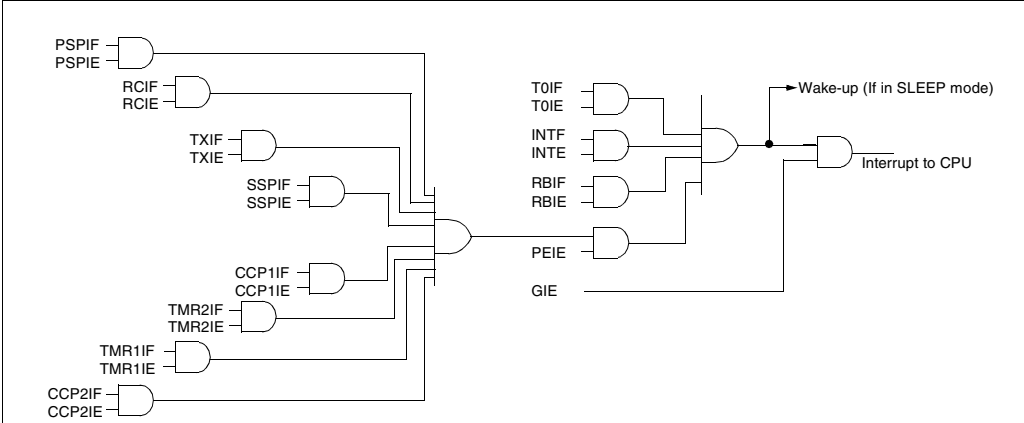 PSPIF
PSPIE
RCIF
RCIE
TXIF
TXIE
SSPIF
SSPIE
CCP1IF
CCP1IE
TMR2IF
TMR2IE
TMR1IF
TMR1IE
CCP2IF
CCP2IE
T0IF
T0IE
INTF
INTE
RBIF
RBIE
PEIE
GIE
Wake-up (If in SLEEP mode)
Interrupt to CPU